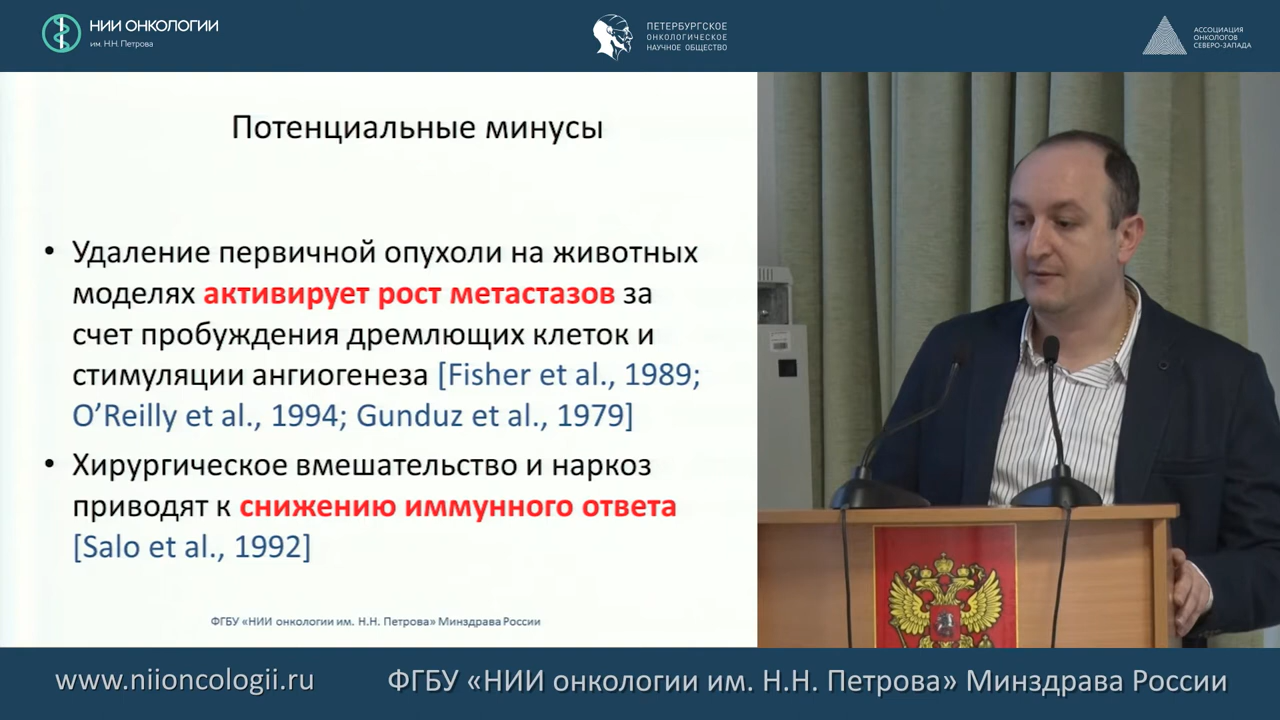 НИИ ОНКОЛОГИИ
им. Н.Н. Петрова
ПЕТЕРБУРГСКОЕ
ОНКОЛОГИЧЕСКОЕ
НАУЧНОЕ ОБЩЕСТВО
АССОЦИАЦИЯ
ОНКОЛОГОВ
СЕВЕРО-ЗАПАДА
Потенциальные минусы
• Удаление первичной опухоли на животных
моделях активирует рост метастазов за
счет пробуждения дремлющих клеток и
стимуляции ангиогенеза [Fisher et al., 1989;
O’Reilly et al., 1994; Gunduz et al., 1979]
• Хирургическое вмешательство и наркоз
приводят к снижению иммунного ответа
[Salo et al., 1992]
ФГБУ «НИИ онкологии им. Н.Н. Петрова» Минздрава России
www.niioncologii.ru
ФГБУ «НИИ онкологии им. Н.Н. Петрова» Минздрава России